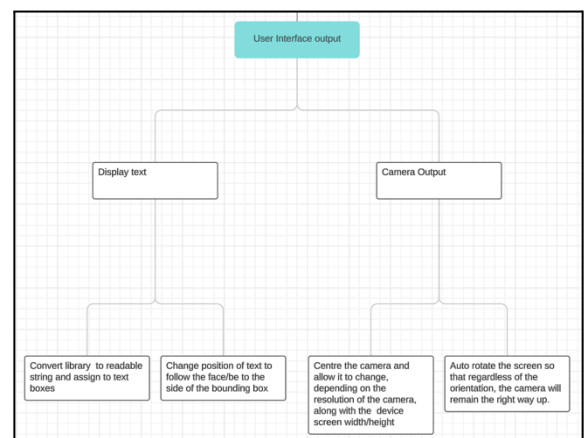 User Interface output
Display text
Camera Output
Convert library to readable
string and assign to text
boxes
Change position of text to
follow the face/be to the
side of the bounding box
Centre the camera and
allow it to change,
depending on the
resolution of the camera,
along with the device
screen width/height
Auto rotate the screen so
that regardless of the
orientation, the camera will
remain the right way up.